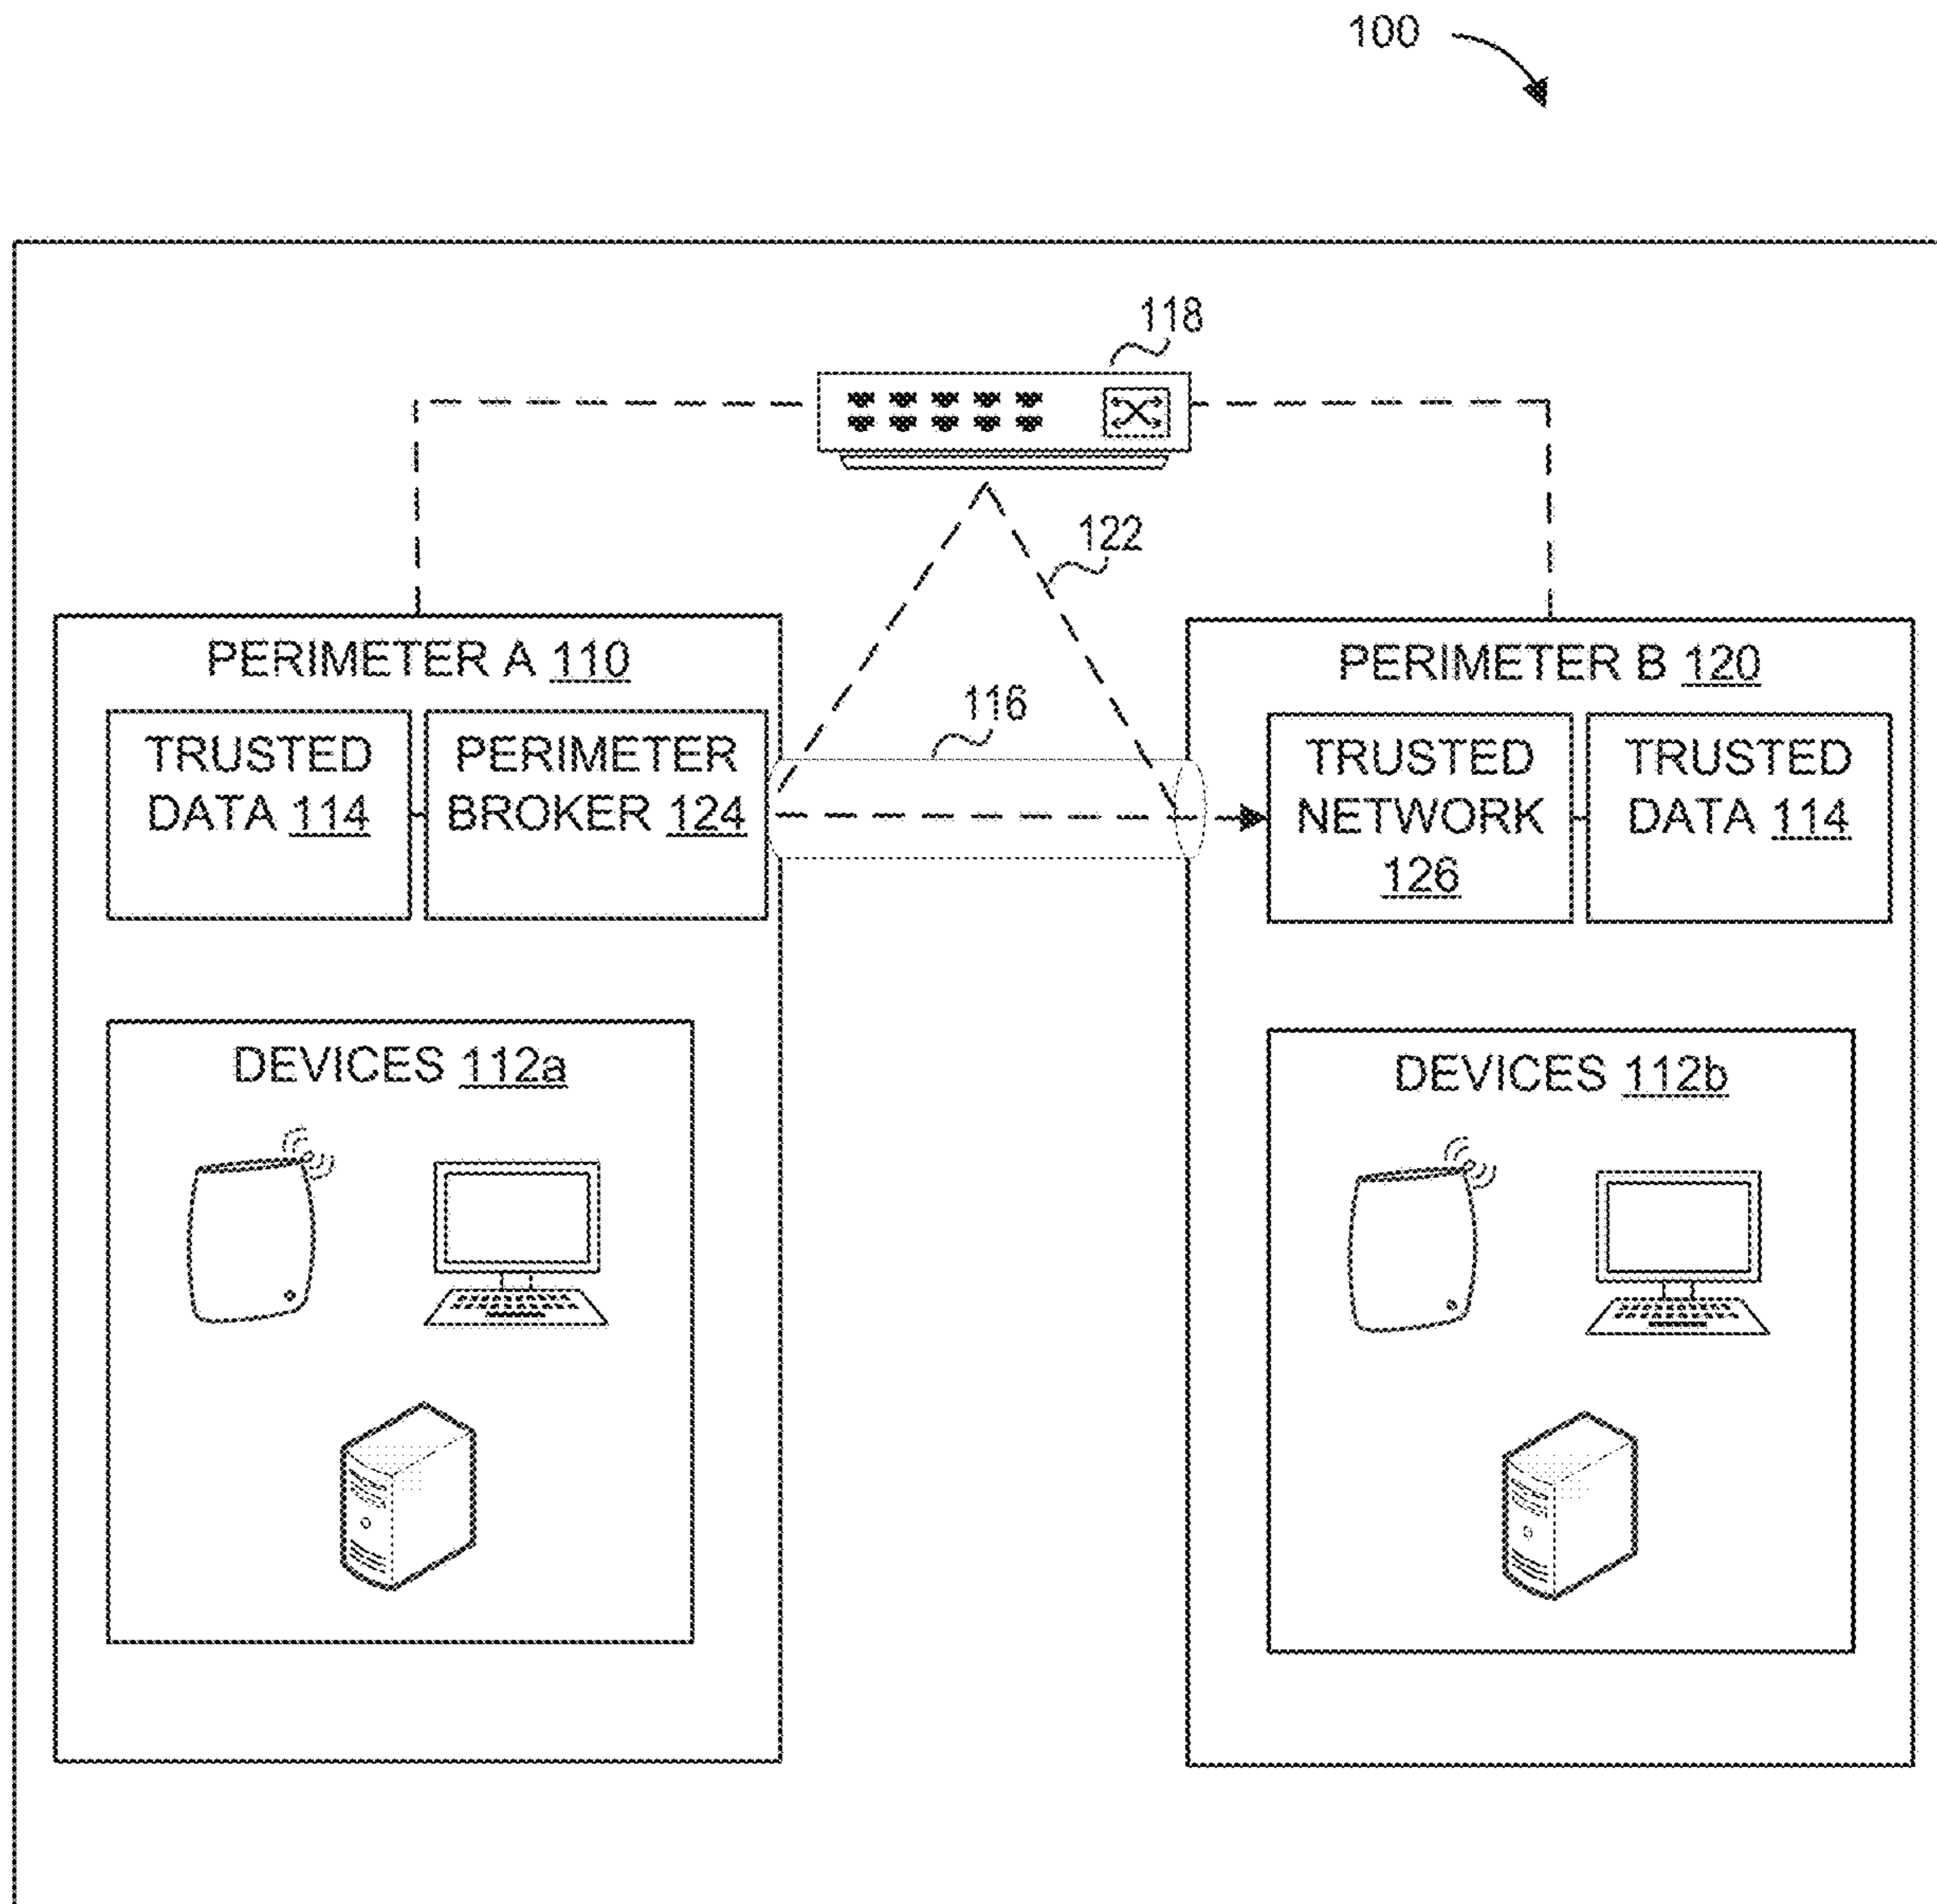 100
118
122
PERIMETER A 110
PERIMETER B 120
116
TRUSTED
DATA 114
PERIMETER
BROKER 124
TRUSTED
NETWORK
126
TRUSTED
DATA 114
DEVICES 112a
DEVICES 112b